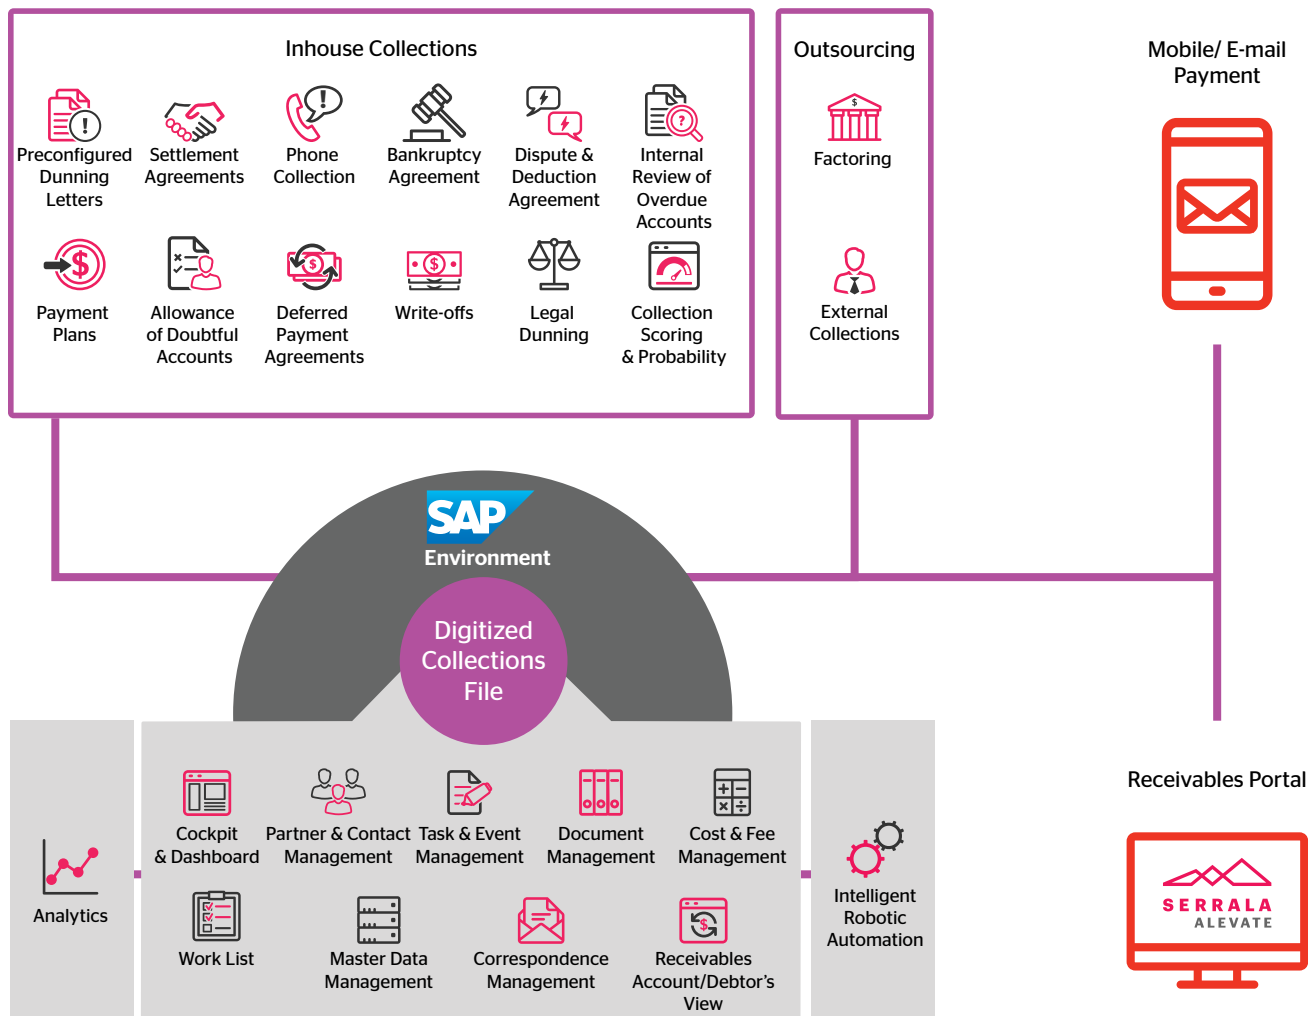 Inhouse Collections
Preconfigured
Dunning
Letters
Settlement
Agreements
Phone
Collection
Bankruptcy
Agreement
Dispute &
Deduction
Agreement
Internal
Review of
Overdue
Accounts
Payment
Plans
Allowance
of Doubtful
Accounts
Deferred
Payment
Agreements
Write-offs
Legal
Dunning
Collection
Scoring
& Probability
Outsourcing
Factoring
External
Collections
Mobile/ E-mail
Payment
SAP
Environment
Digitized
Collections
File
Analytics
Cockpit
& Dashboard
Partner & Contact
Management
Task & Event
Management
Document
Management
Cost & Fee
Management
Work List
Master Data
Management
Correspondence
Management
Receivables
Account/Debtor's
View
Intelligent
Robotic
Automation
Receivables Portal
SERRALA
ALEVATE